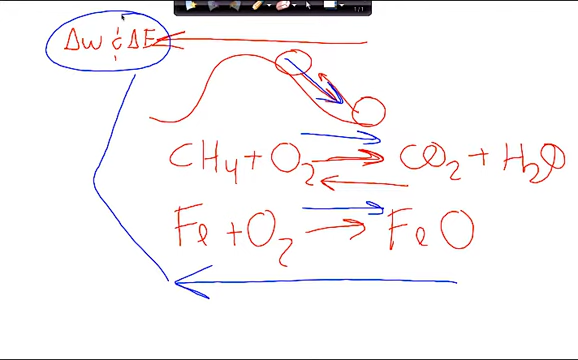 Δw & ΔE
CH4 + O2 → CO2 + H2O
Fe + O2 → FeO